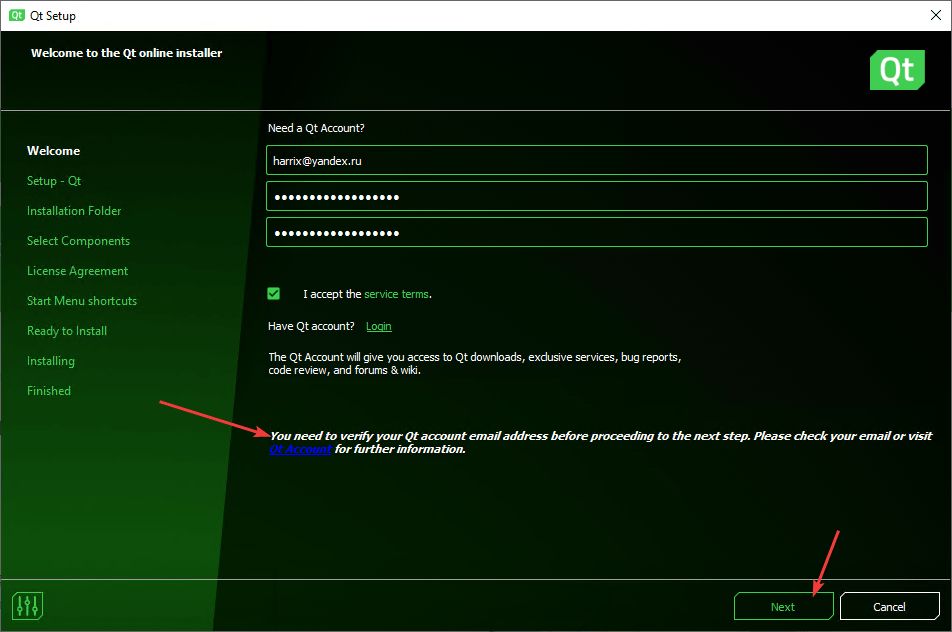 Qt Qt Setup
Welcome to the Qt online installer
Qt
Need a Qt Account?
harrix@yandex.ru
••••••••••••••••••
••••••••••••••••••
Welcome
Setup - Qt
Installation Folder
Select Components
License Agreement
Start Menu shortcuts
Ready to Install
Installing
Finished
I accept the service terms.
Have Qt account? Login
The Qt Account will give you access to Qt downloads, exclusive services, bug reports,
code review, and forums & wiki.
You need to verify your Qt account email address before proceeding to the next step. Please check your email or visit
Qt Account for further information.
Next
Cancel